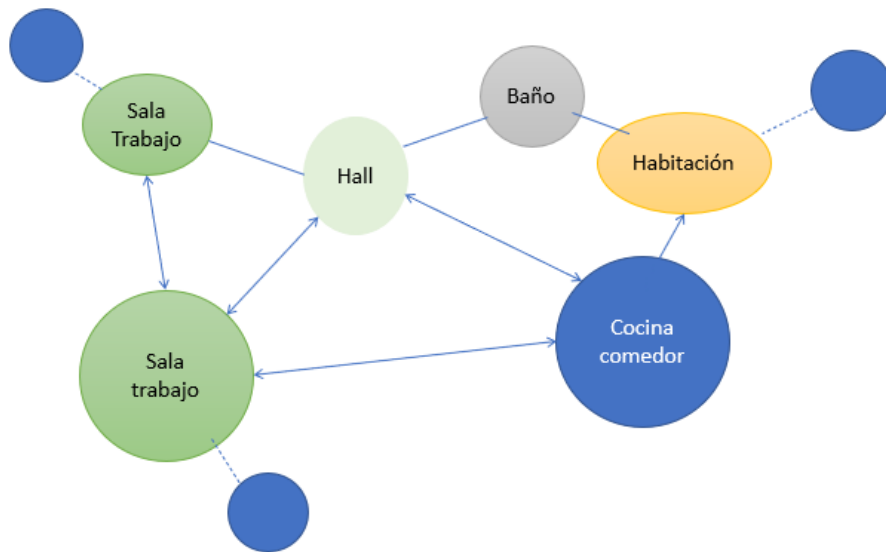 Sala
Trabajo
Baño
Hall
Habitación
Cocina
comedor
Sala
trabajo